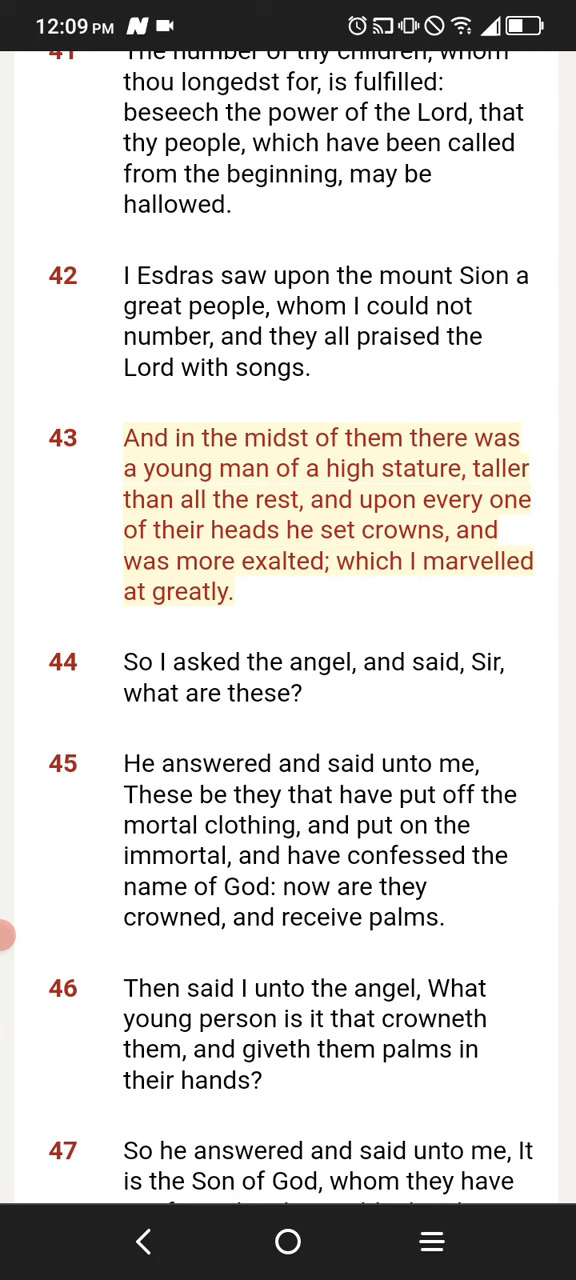 12:09 PM
41 The number of thy children, whom
thou longedst for, is fulfilled:
beseech the power of the Lord, that
thy people, which have been called
from the beginning, may be
hallowed.
42 I Esdras saw upon the mount Sion a
great people, whom I could not
number, and they all praised the
Lord with songs.
43 And in the midst of them there was
a young man of a high stature, taller
than all the rest, and upon every one
of their heads he set crowns, and
was more exalted; which I marvelled
at greatly.
44 So I asked the angel, and said, Sir,
what are these?
45 He answered and said unto me,
These be they that have put off the
mortal clothing, and put on the
immortal, and have confessed the
name of God: now are they
crowned, and receive palms.
46 Then said I unto the angel, What
young person is it that crowneth
them, and giveth them palms in
their hands?
47 So he answered and said unto me, It
is the Son of God, whom they have